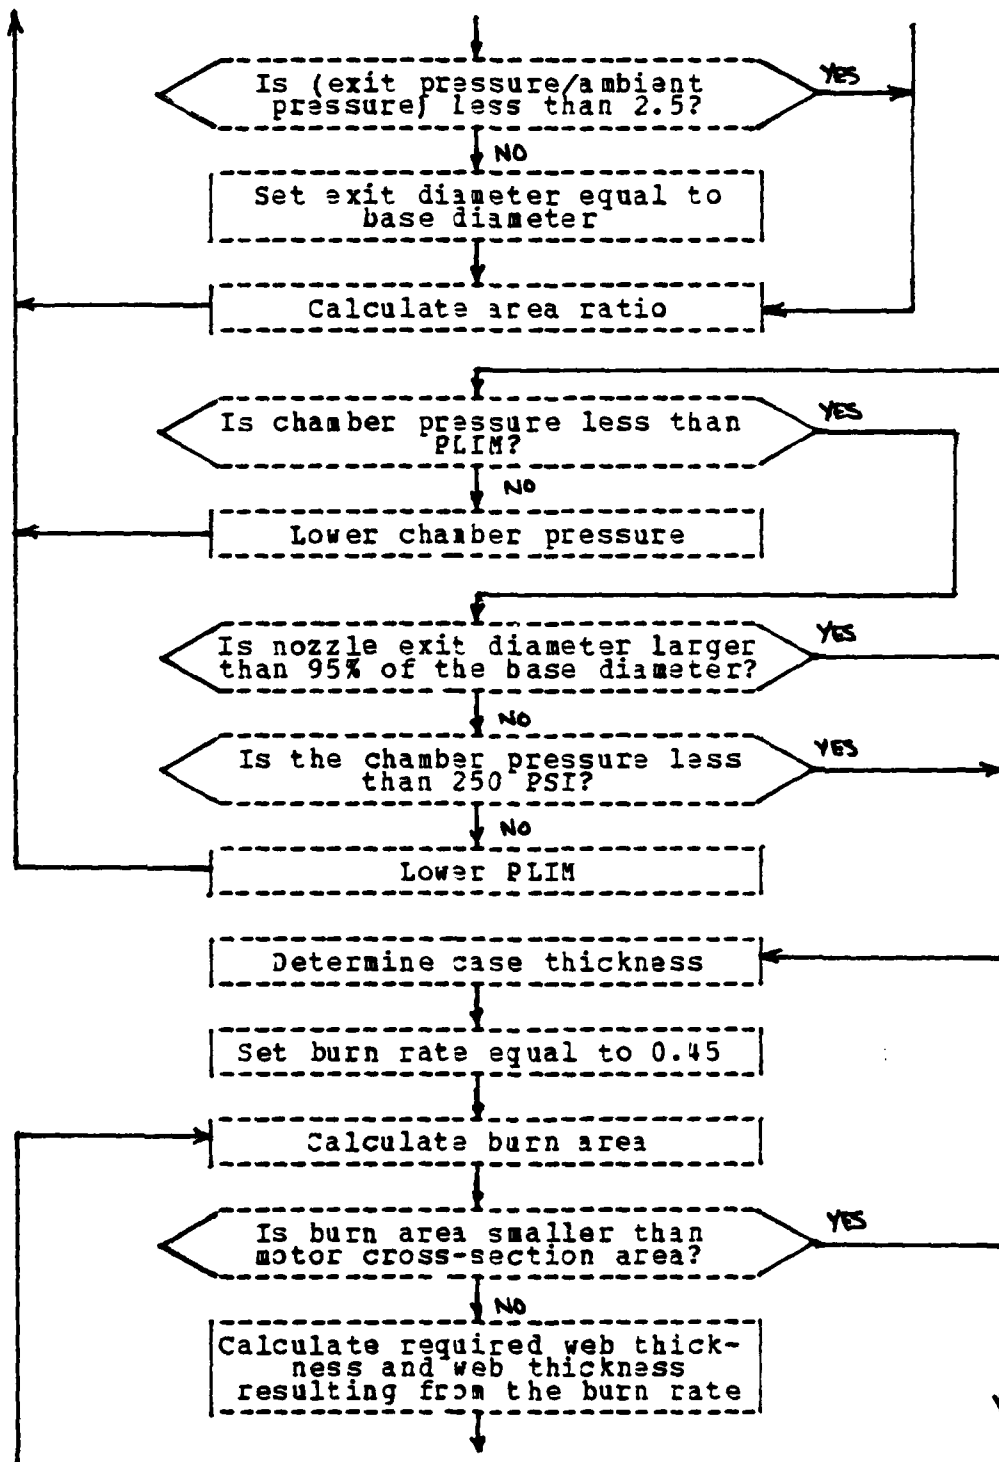 Is (exit pressure/ambient
pressure) less than 2.5?
YES
NO
Set exit diameter equal to
base diameter
Calculate area ratio
Is chamber pressure less than
PLIM?
YES
NO
Lower chamber pressure
Is nozzle exit diameter larger
than 95% of the base diameter?
YES
NO
Is the chamber pressure less
than 250 PSI?
YES
NO
Lower PLIM
Determine case thickness
Set burn rate equal to 0.45
Calculate burn area
Is burn area smaller than
motor cross-section area?
YES
NO
Calculate required web thick-
ness and web thickness
resulting from the burn rate